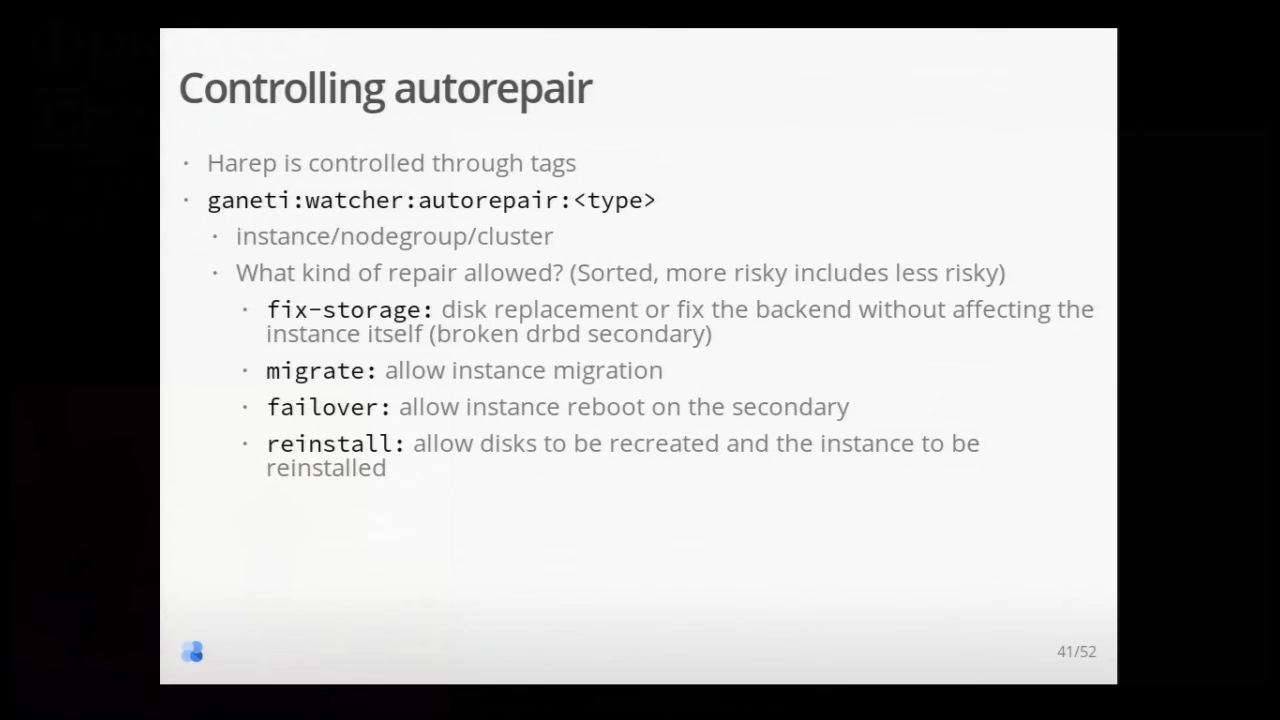 Controlling autorepair
· Harep is controlled through tags
· ganeti:watcher:autorepair:<type>
· instance/nodegroup/cluster
· What kind of repair allowed? (Sorted, more risky includes less risky)
· fix-storage: disk replacement or fix the backend without affecting the
instance itself (broken drbd secondary)
· migrate: allow instance migration
· failover: allow instance reboot on the secondary
· reinstall: allow disks to be recreated and the instance to be
reinstalled
41/52